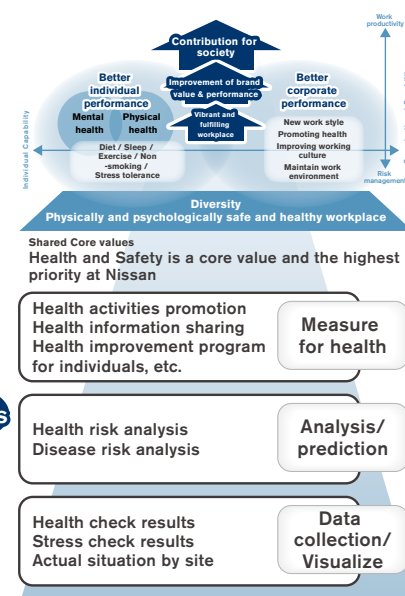 Work
productivity
Contribution for
society
Better
individual
performance
Improvement of brand
value & performance
Better
corporate
performance
Mental
health
Physical
health
Vibrant and
fulfilling
workplace
New work style
Promoting health
Improving working
culture
Maintain work
environment
Individual Capability
Diet / Sleep /
Exercise / Non
-smoking /
Stress tolerance
Risk
management
Diversity
Physically and psychologically safe and healthy workplace
Shared Core values
Health and Safety is a core value and the highest
priority at Nissan
Health activities promotion
Health information sharing
Health improvement program
for individuals, etc.
Measure
for health
s
Health risk analysis
Disease risk analysis
Analysis/
prediction
Health check results
Stress check results
Actual situation by site
Data
collection/
Visualize